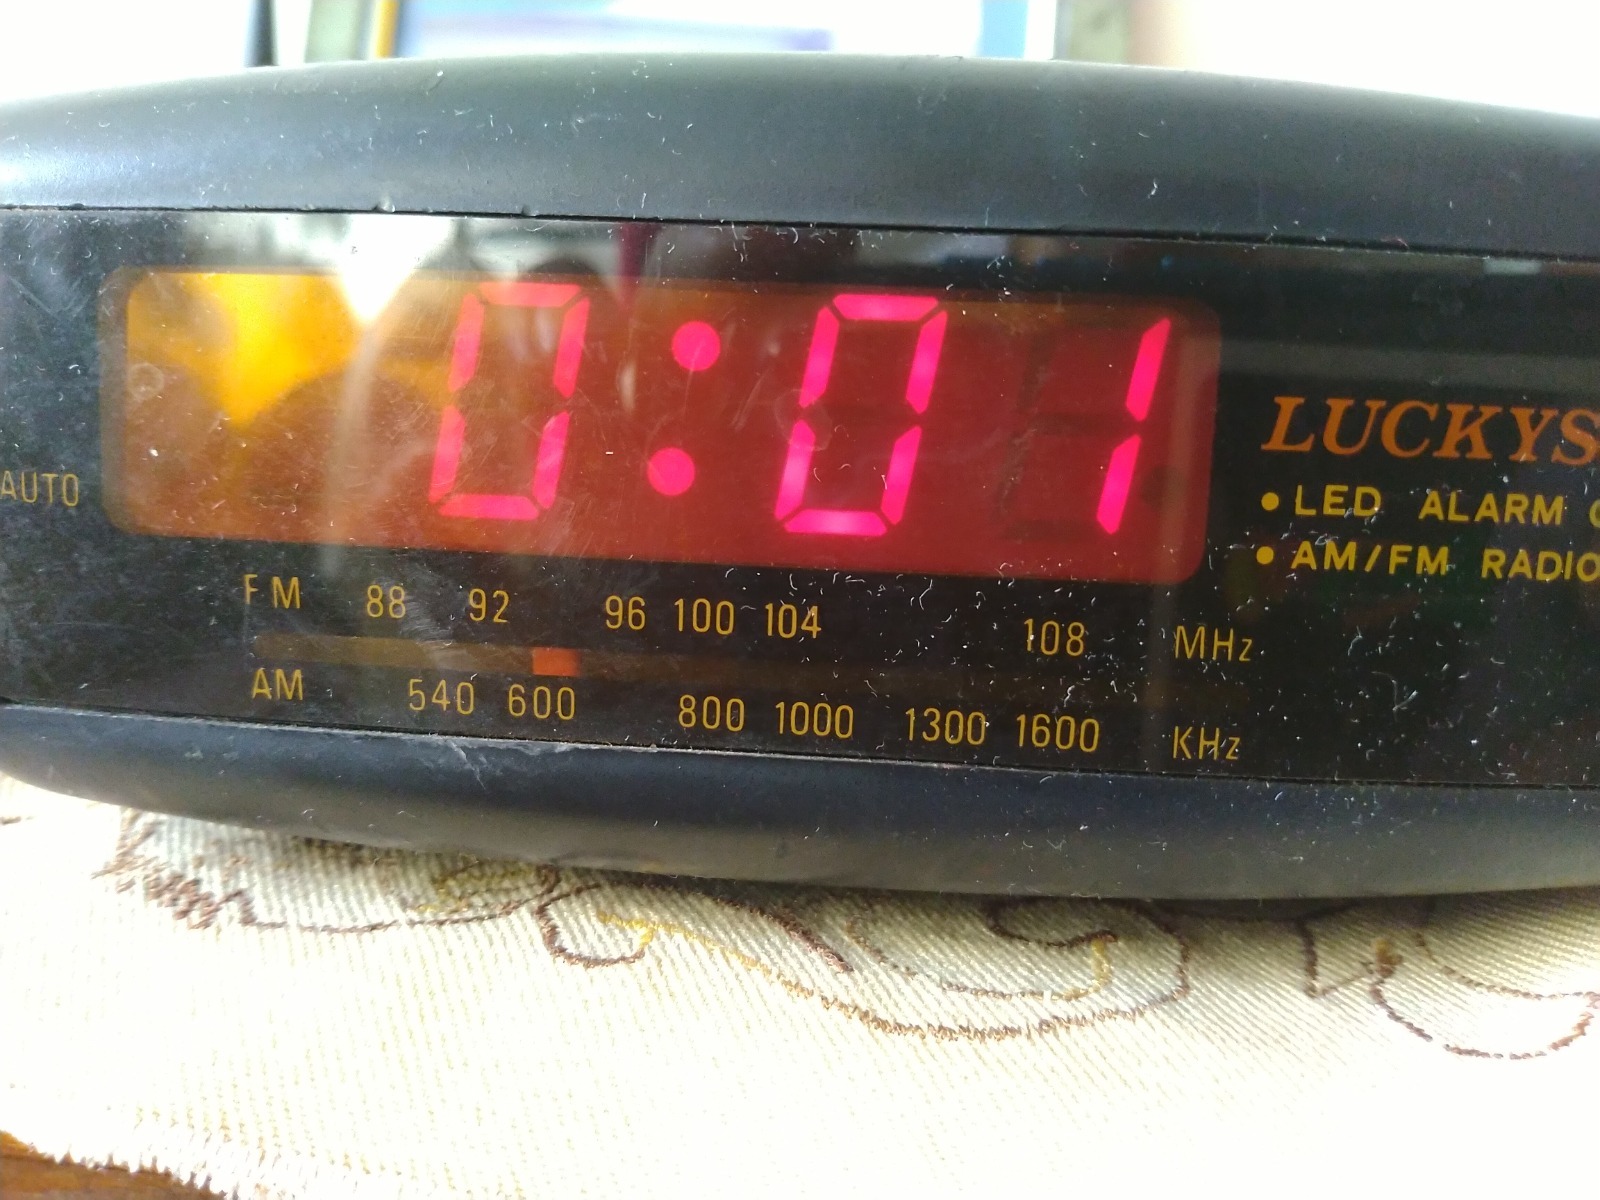 0:01
AUTO
LUCKYS
• LED ALARM
• AM/FM RADIO
FM 88 92 96 100 104 108 MHz
AM 540 600 800 1000 1300 1600 KHz